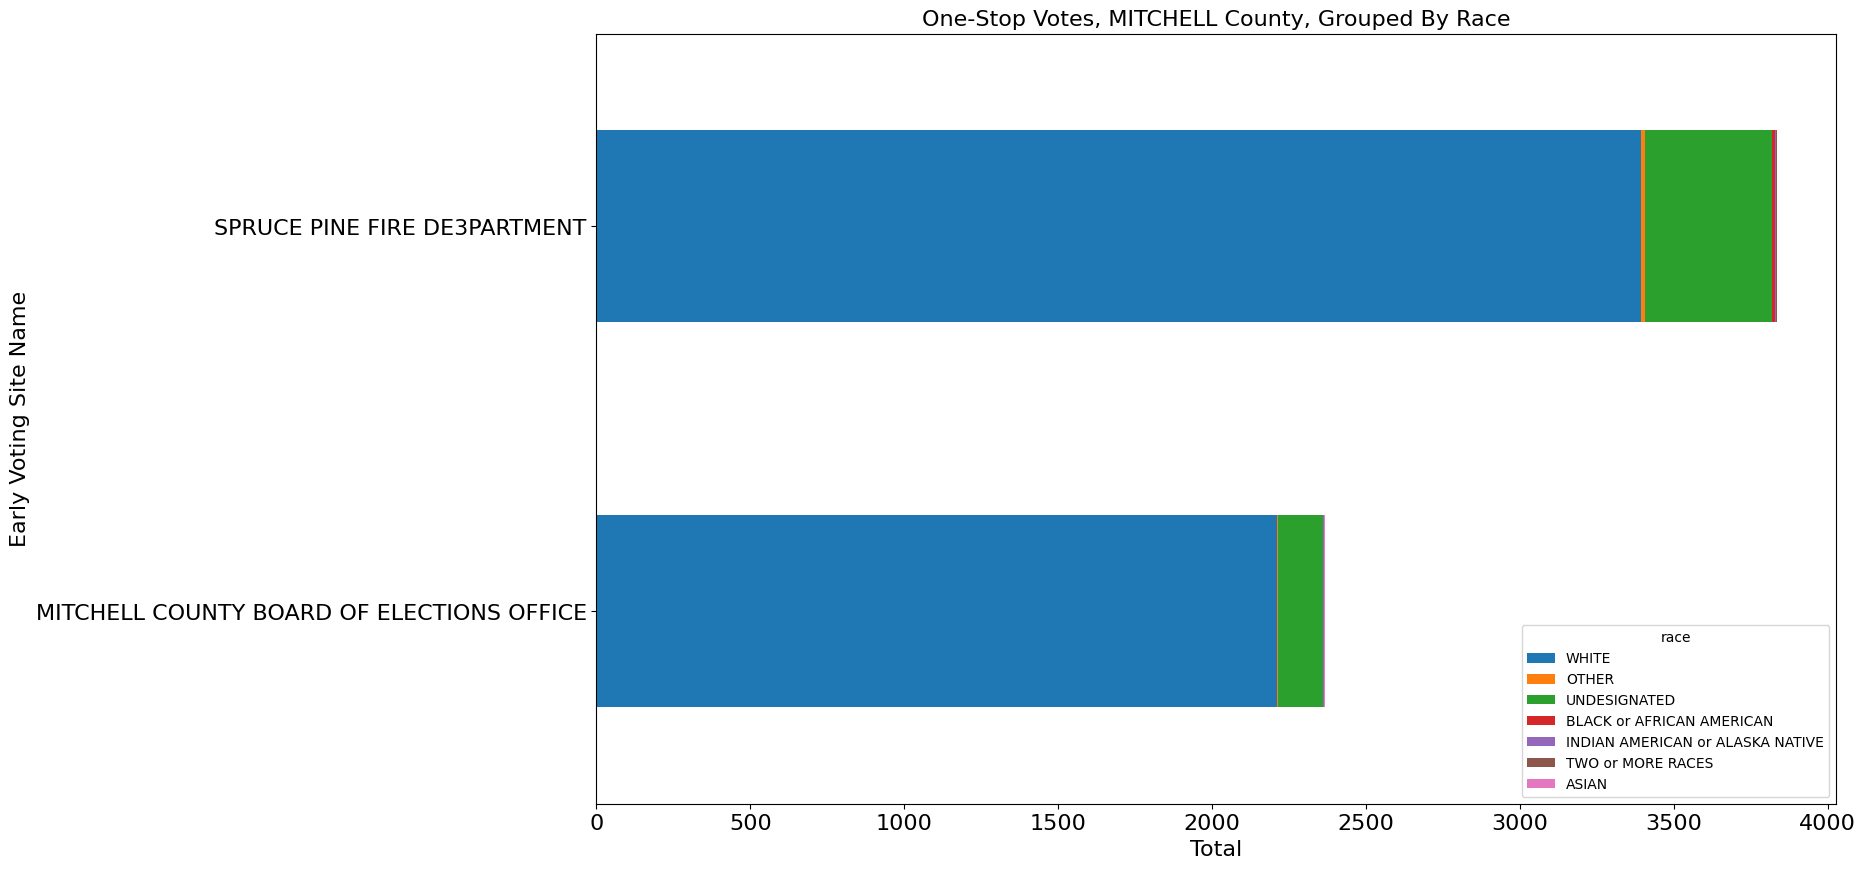 One-Stop Votes, MITCHELL County, Grouped By Race
Early Voting Site Name
SPRUCE PINE FIRE DE3PARTMENT
MITCHELL COUNTY BOARD OF ELECTIONS OFFICE
race
WHITE
OTHER
UNDESIGNATED
BLACK or AFRICAN AMERICAN
INDIAN AMERICAN or ALASKA NATIVE
TWO or MORE RACES
ASIAN
0 500 1000 1500 2000 2500 3000 3500 4000
Total